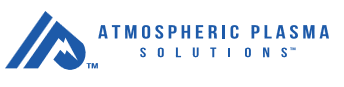 ATMOSPHERIC PLASMA
SOLUTIONS™
™